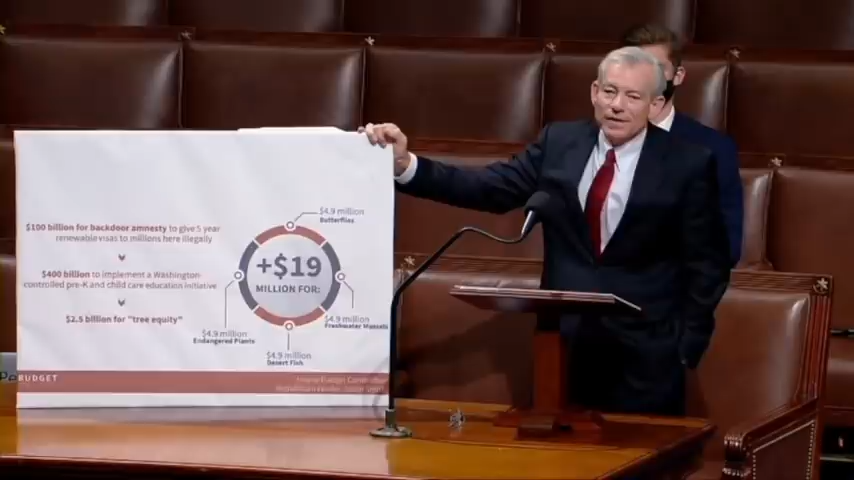 $100 billion for backdoor amnesty to give 5 year
renewable visas to millions here illegally
$400 billion to implement a Washington
controlled pre-K and child care education initiative
$2.5 billion for "tree equity"
$4.9 million
Butterflies
+$19
MILLION FOR:
$4.9 million
Freshwater Mussels
$4.9 million
Endangered Plants
$4.9 million
Desert Fish
BUDGET